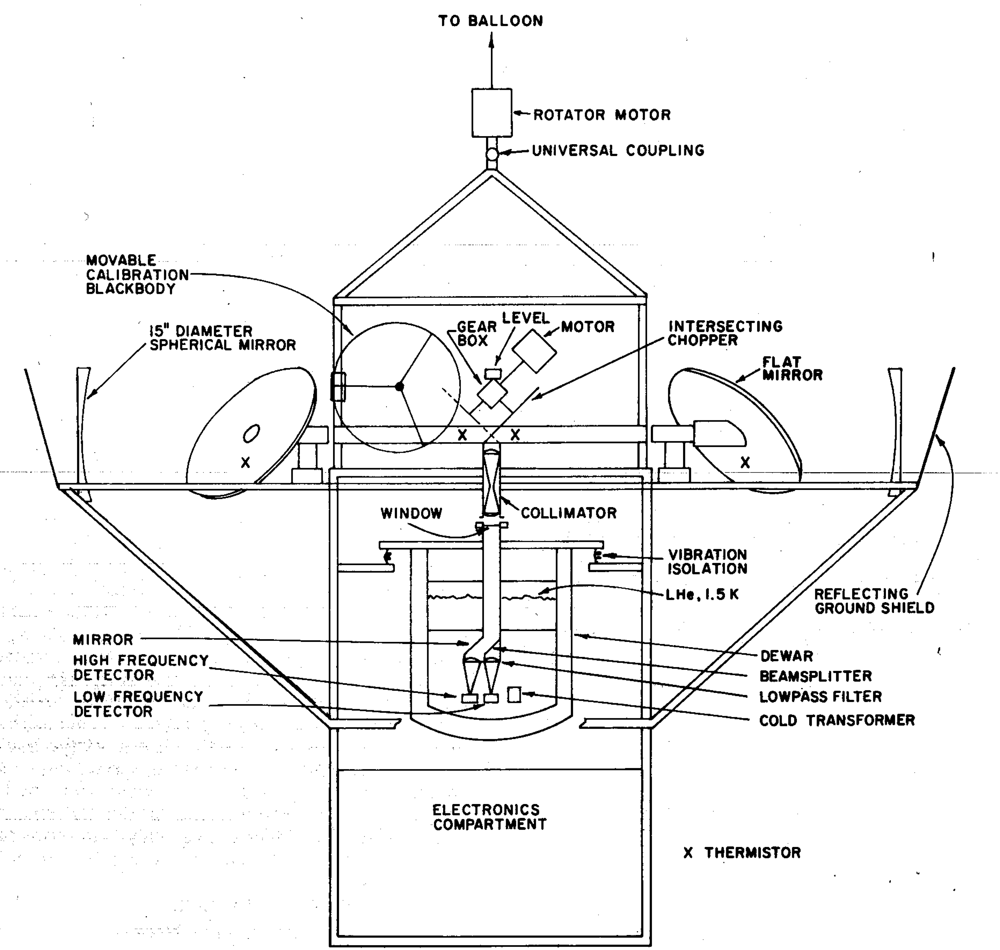 TO BALLOON
ROTATOR MOTOR
UNIVERSAL COUPLING
MOVABLE
CALIBRATION
BLACKBODY
15" DIAMETER
SPHERICAL MIRROR
GEAR
BOX
LEVEL
MOTOR
INTERSECTING
CHOPPER
FLAT
MIRROR
X
X
X
X
WINDOW
COLLIMATOR
VIBRATION
ISOLATION
LHe, 1.5 K
REFLECTING
GROUND SHIELD
MIRROR
HIGH FREQUENCY
DETECTOR
LOW FREQUENCY
DETECTOR
DEWAR
BEAMSPLITTER
LOWPASS FILTER
COLD TRANSFORMER
ELECTRONICS
COMPARTMENT
X THERMISTOR